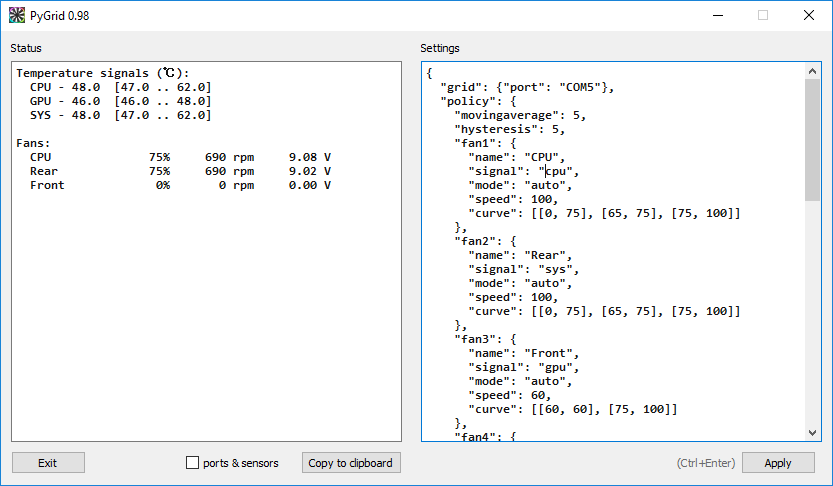 PyGrid 0.98
Status
Temperature signals (℃):
CPU - 48.0 [47.0 .. 62.0]
GPU - 46.0 [46.0 .. 48.0]
SYS - 48.0 [47.0 .. 62.0]
Fans:
CPU 75% 690 rpm 9.08 V
Rear 75% 690 rpm 9.02 V
Front 0% 0 rpm 0.00 V
Settings
{
"grid": {"port": "COM5"},
"policy": {
"movingaverage": 5,
"hysteresis": 5,
"fan1": {
"name": "CPU",
"signal": "cpu",
"mode": "auto",
"speed": 100,
"curve": [[0, 75], [65, 75], [75, 100]]
},
"fan2": {
"name": "Rear",
"signal": "sys",
"mode": "auto",
"speed": 100,
"curve": [[0, 75], [65, 75], [75, 100]]
},
"fan3": {
"name": "Front",
"signal": "gpu",
"mode": "auto",
"speed": 60,
"curve": [[60, 60], [75, 100]]
},
"fan4": {
Exit
ports & sensors
Copy to clipboard
(Ctrl+Enter)
Apply